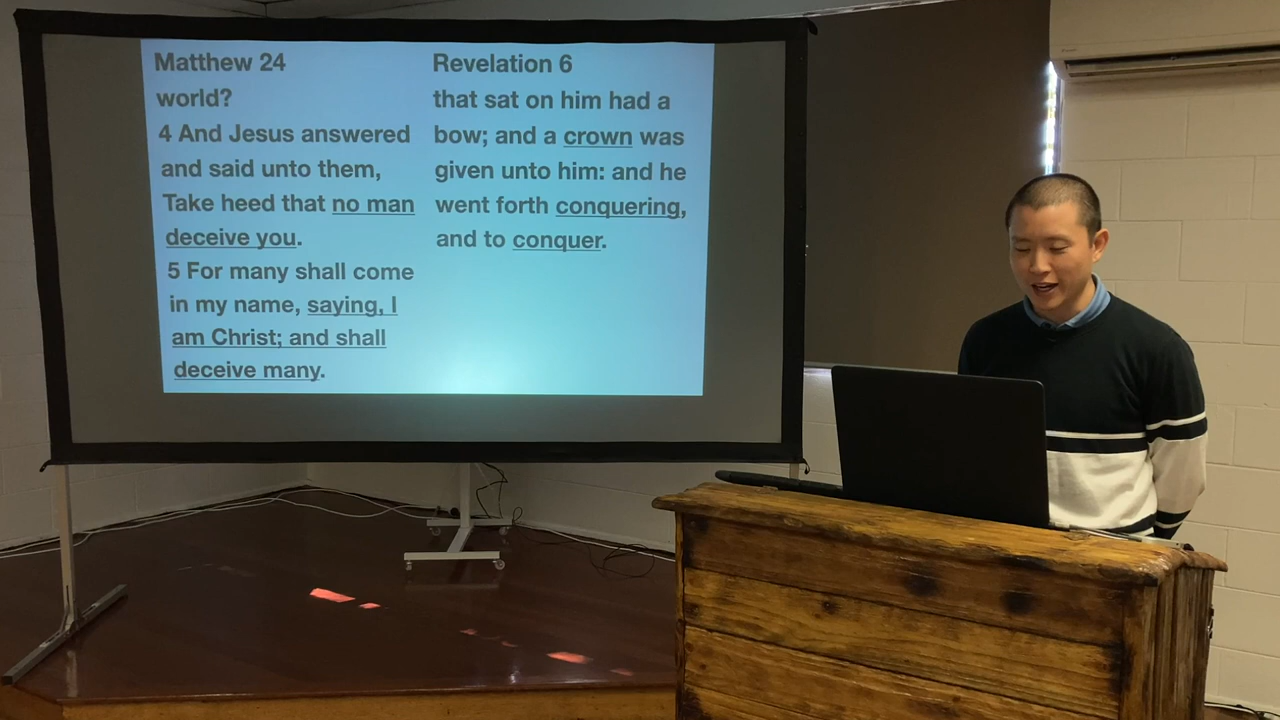 Matthew 24
world?
4 And Jesus answered
and said unto them,
Take heed that no man
deceive you.
5 For many shall come
in my name, saying, I
am Christ; and shall
deceive many.
Revelation 6
that sat on him had a
bow; and a crown was
given unto him: and he
went forth conquering,
and to conquer.